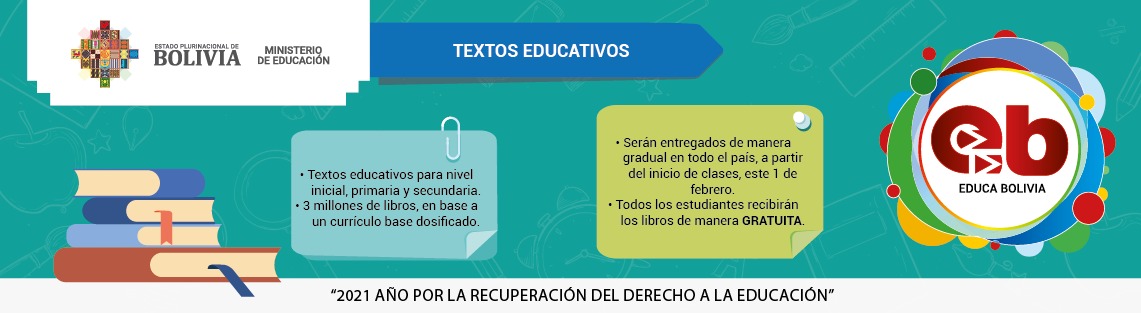 ESTADO PLURINACIONAL DE
BOLIVIA
MINISTERIO
DE EDUCACIÓN
TEXTOS EDUCATIVOS
• Textos educativos para nivel
inicial, primaria y secundaria.
• 3 millones de libros, en base a
un currículo base dosificado.
• Serán entregados de manera
gradual en todo el país, a partir
del inicio de clases, este 1 de
febrero.
• Todos los estudiantes recibirán
los libros de manera GRATUITA.
eb
EDUCA BOLIVIA
“2021 AÑO POR LA RECUPERACIÓN DEL DERECHO A LA EDUCACIÓN”